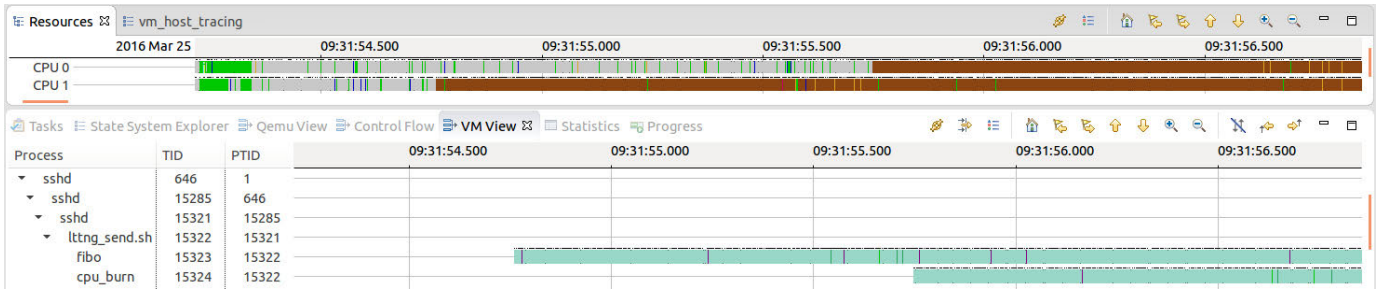 Resources vm_host_tracing
2016 Mar 25 09:31:54.500 09:31:55.000 09:31:55.500 09:31:56.000 09:31:56.500
CPU 0
CPU 1
Tasks State System Explorer Qemu View Control Flow VM View Statistics Progress
Process TID PTID 09:31:54.500 09:31:55.000 09:31:55.500 09:31:56.000 09:31:56.500
sshd 646 1
sshd 15285 646
sshd 15321 15285
lttng_send.sh 15322 15321
fibo 15323 15322
cpu_burn 15324 15322